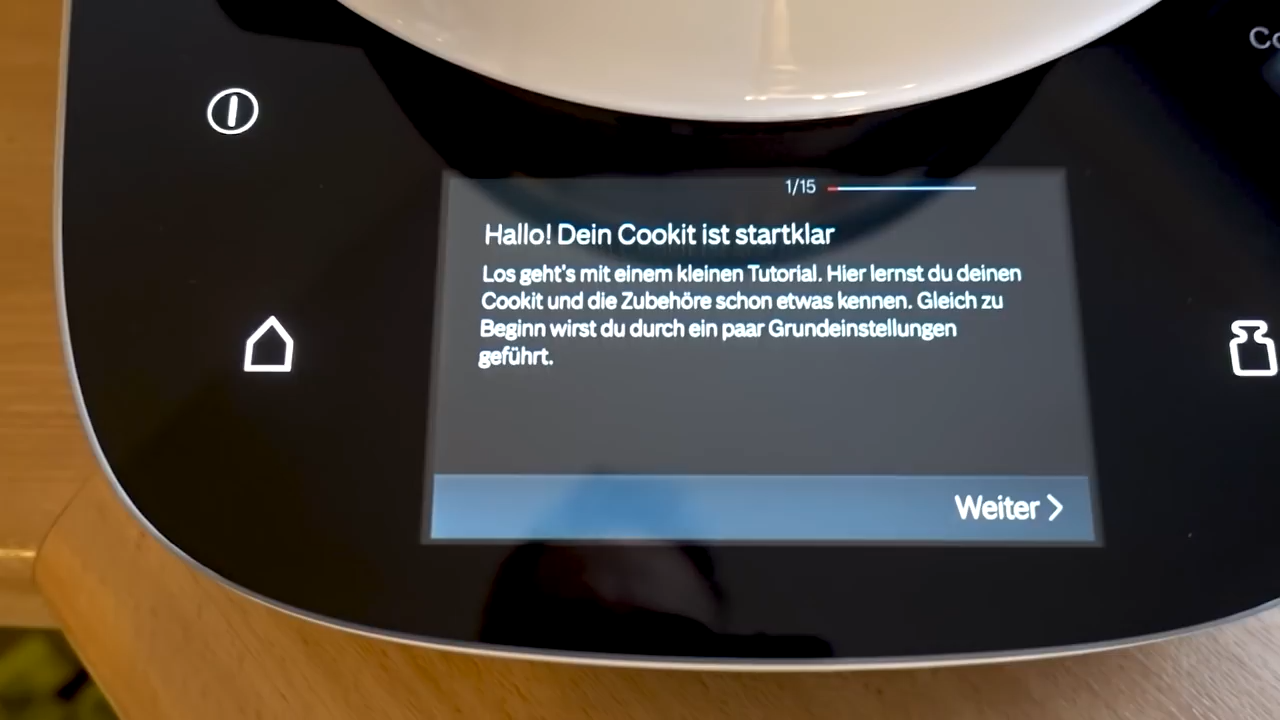 1/15
Hallo! Dein Cookit ist startklar
Los geht's mit einem kleinen Tutorial. Hier lernst du deinen
Cookit und die Zubehöre schon etwas kennen. Gleich zu
Beginn wirst du durch ein paar Grundeinstellungen
geführt.
Weiter